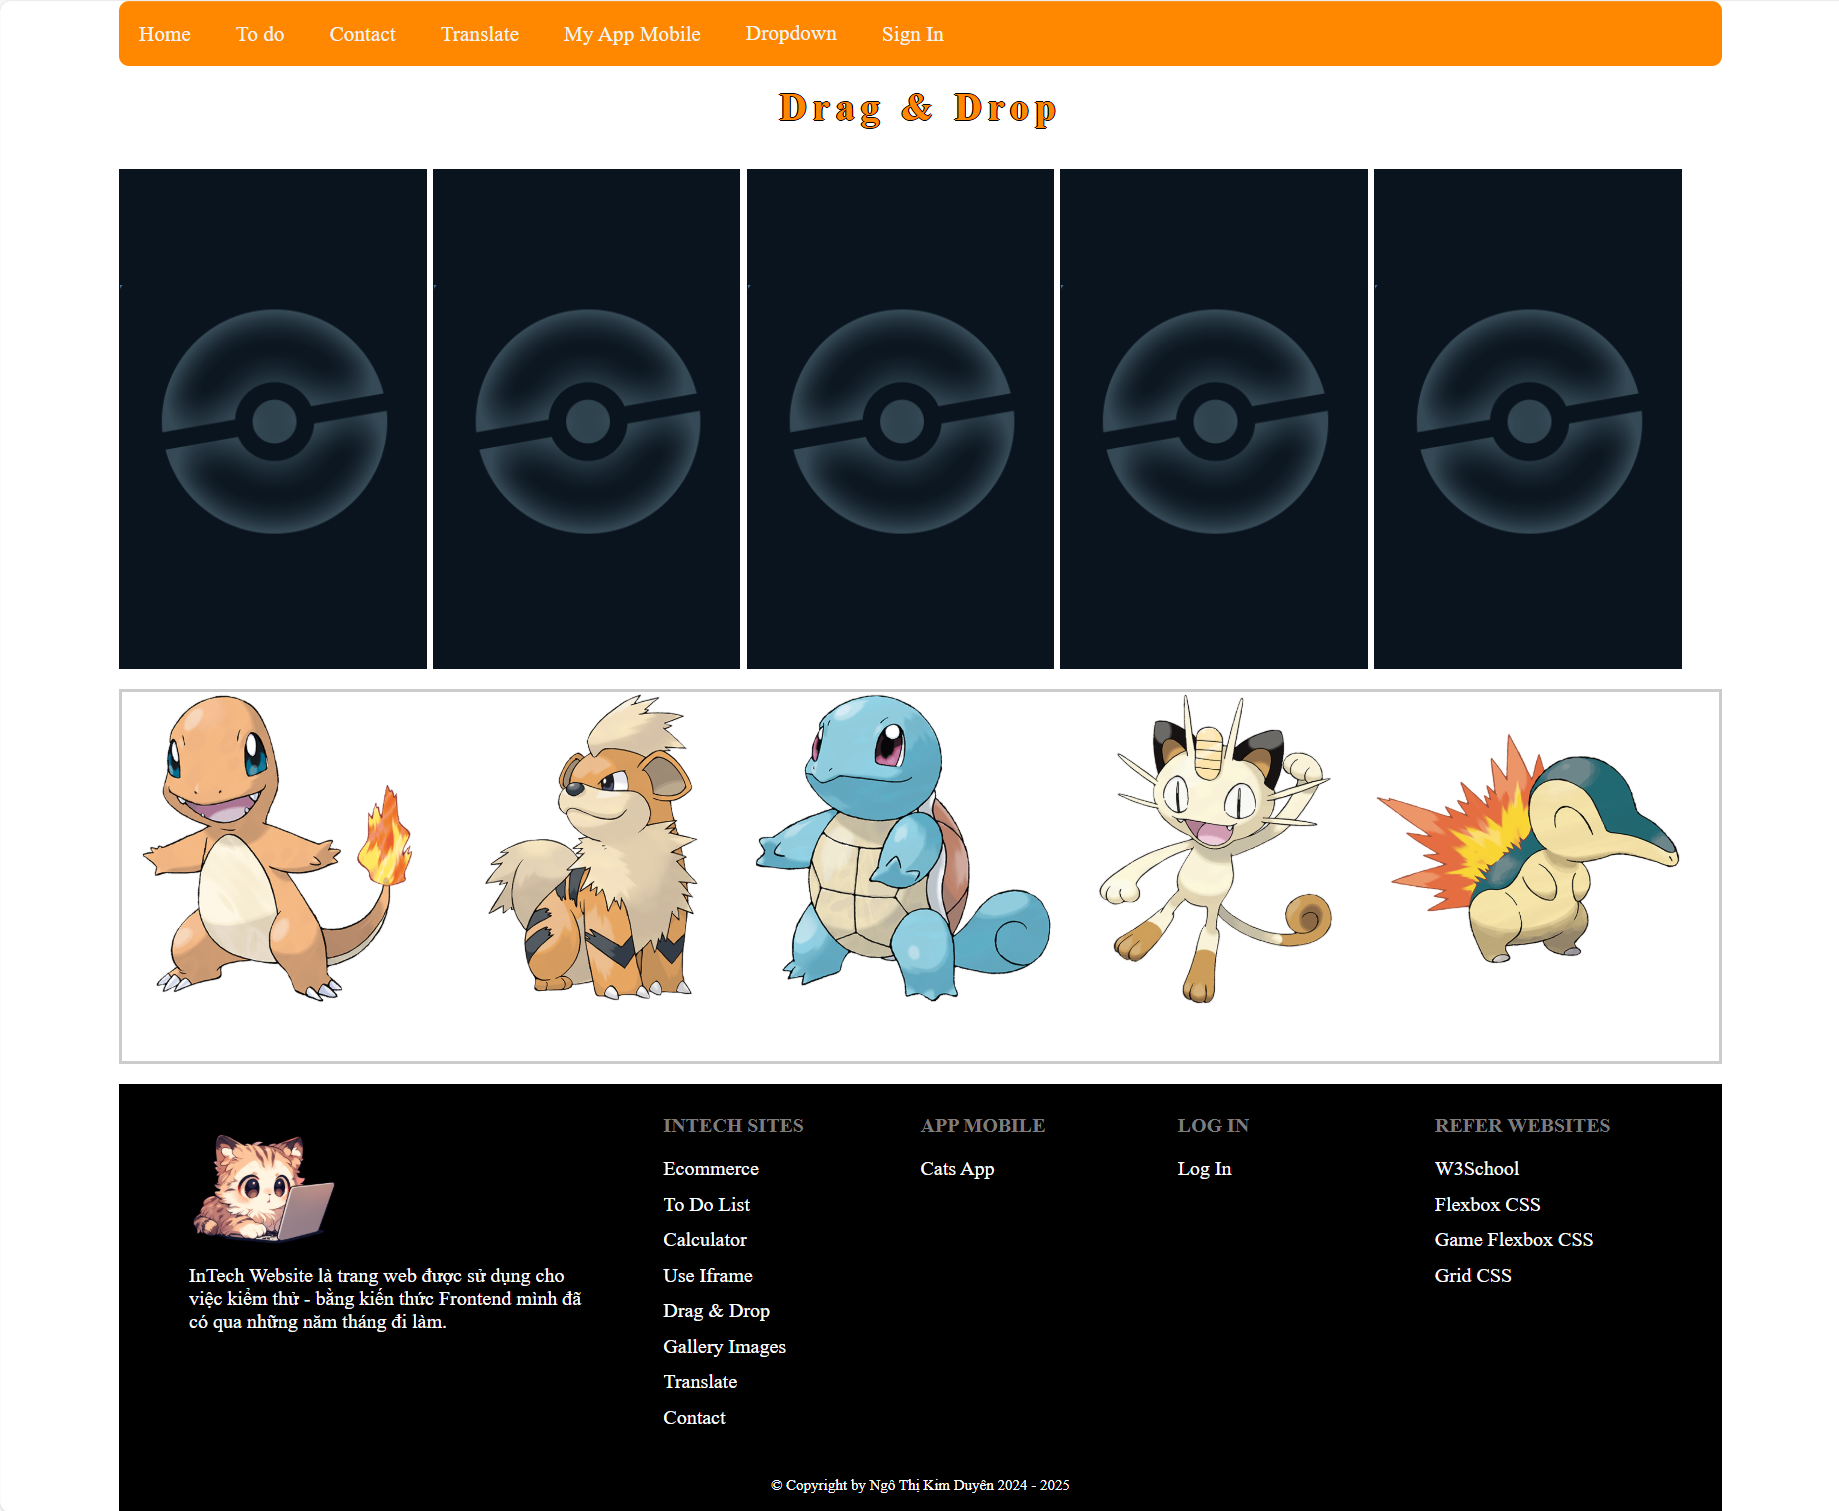 Home To do Contact Translate My App Mobile Dropdown Sign In
Drag & Drop
InTech Website là trang web được sử dụng cho
việc kiểm thử - bằng kiến thức Frontend mình đã
có qua những năm tháng đi làm.
INTECH SITES
Ecommerce
To Do List
Calculator
Use Iframe
Drag & Drop
Gallery Images
Translate
Contact
APP MOBILE
Cats App
LOG IN
Log In
REFER WEBSITES
W3School
Flexbox CSS
Game Flexbox CSS
Grid CSS
© Copyright by Ngô Thị Kim Duyên 2024 - 2025